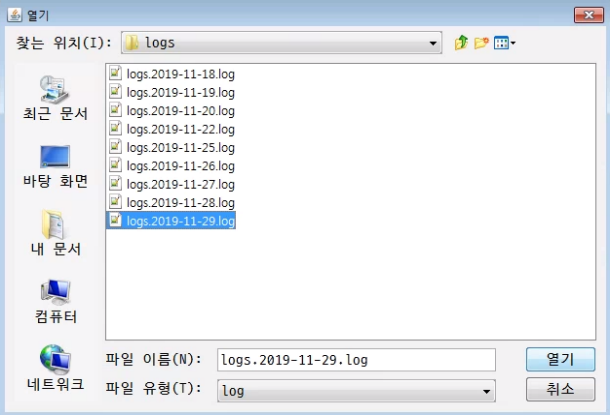 열기
찾는 위치(I): logs
최근 문서
바탕 화면
내 문서
컴퓨터
네트워크
logs.2019-11-18.log
logs.2019-11-19.log
logs.2019-11-20.log
logs.2019-11-22.log
logs.2019-11-25.log
logs.2019-11-26.log
logs.2019-11-27.log
logs.2019-11-28.log
logs.2019-11-29.log
파일 이름(N): logs.2019-11-29.log 열기
파일 유형(T): log 취소